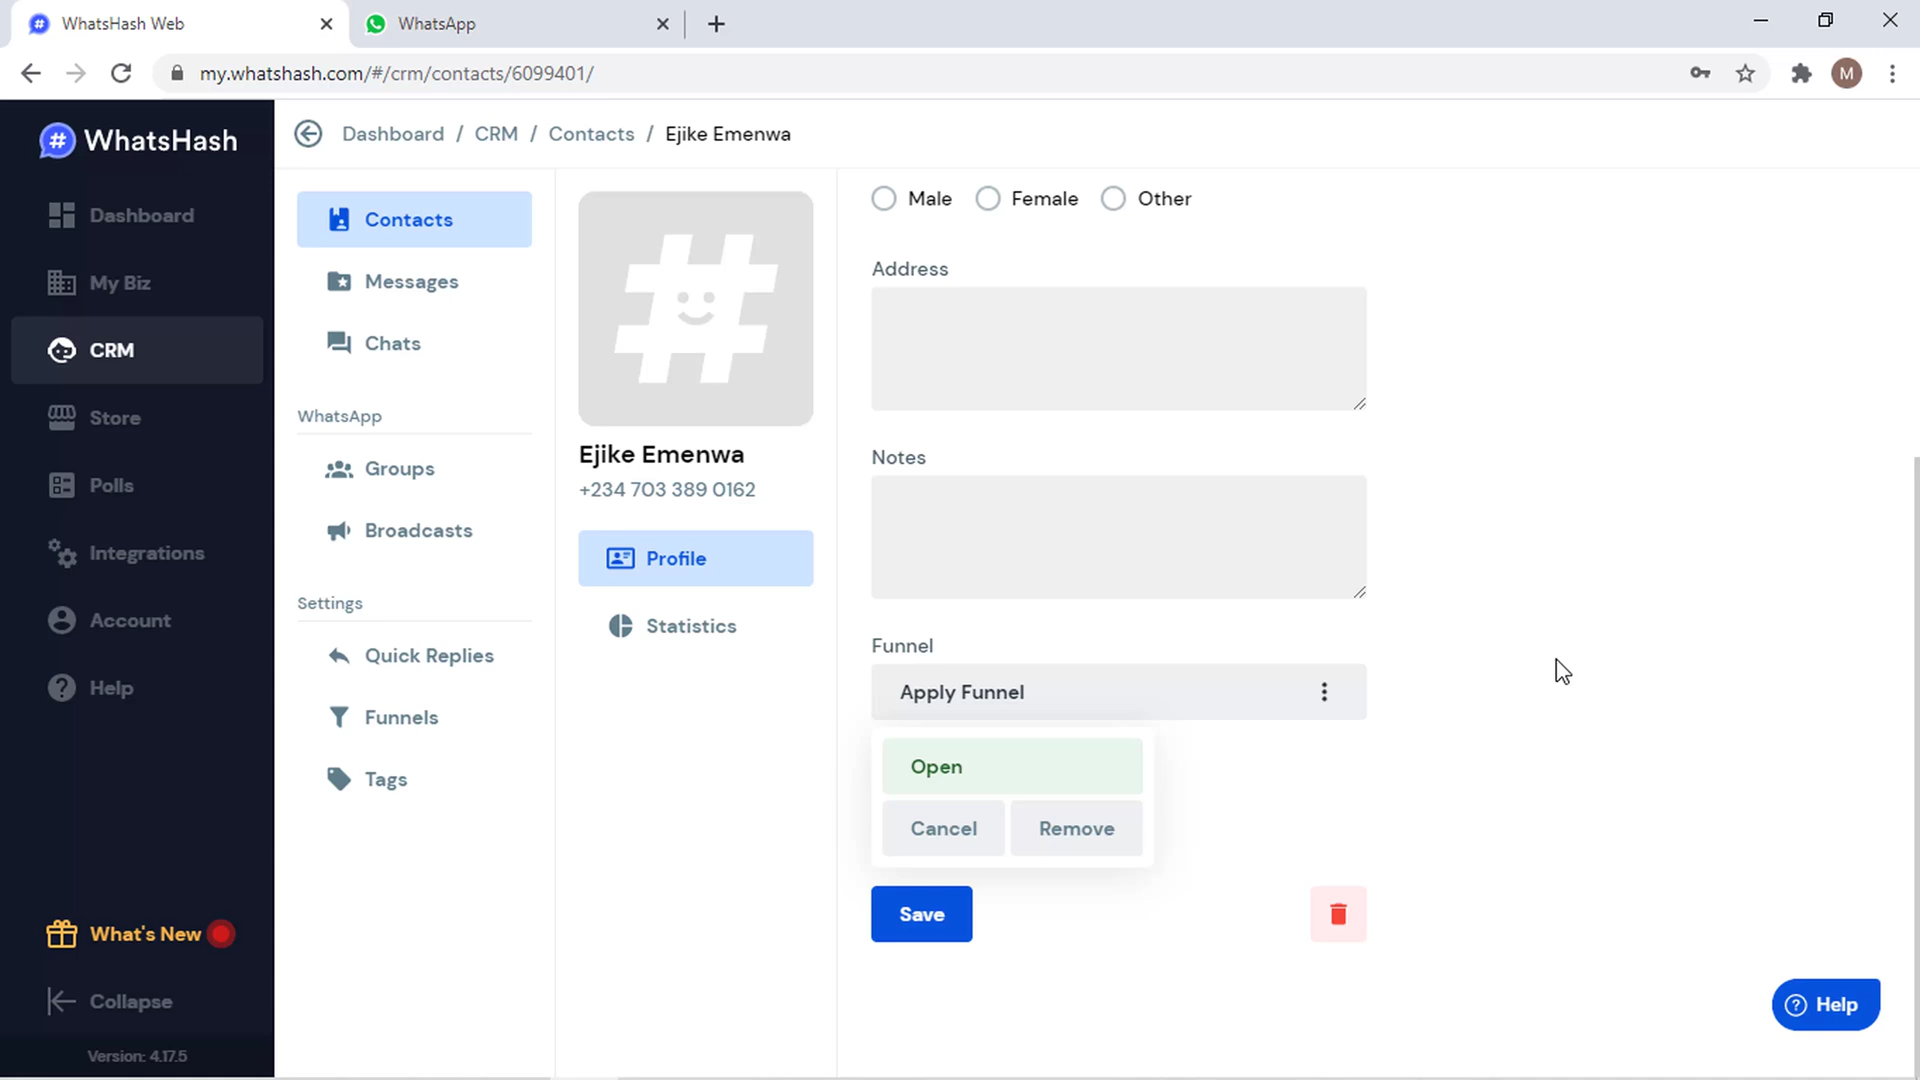 WhatsHash Web
WhatsApp
my.whatshash.com/#/crm/contacts/6099401/
M
# WhatsHash
Dashboard
My Biz
CRM
Store
Polls
Integrations
Account
Help
What's New
Collapse
Version: 4.17.5
Dashboard / CRM / Contacts / Ejike Emenwa
Contacts
Messages
Chats
WhatsApp
Groups
Broadcasts
Settings
Quick Replies
Funnels
Tags
Ejike Emenwa
+234 703 389 0162
Profile
Statistics
Male Female Other
Address
Notes
Funnel
Apply Funnel
Open
Cancel Remove
Save
Help